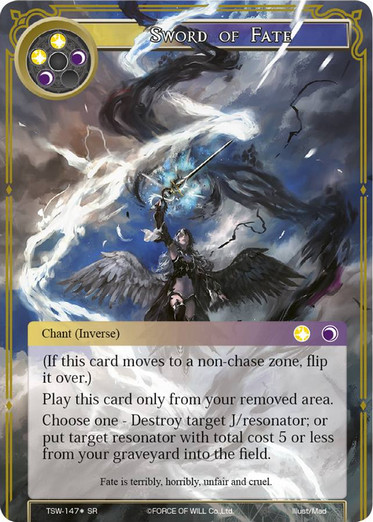 Sword of Fate
Chant (Inverse)
(If this card moves to a non-chase zone, flip
it over.)
Play this card only from your removed area.
Choose one - Destroy target J/resonator; or
put target resonator with total cost 5 or less
from your graveyard into the field.
Fate is terribly, horribly, unfair and cruel.
TSW-147* SR ©FORCE OF WILL Co.,Ltd. Illust/Mad